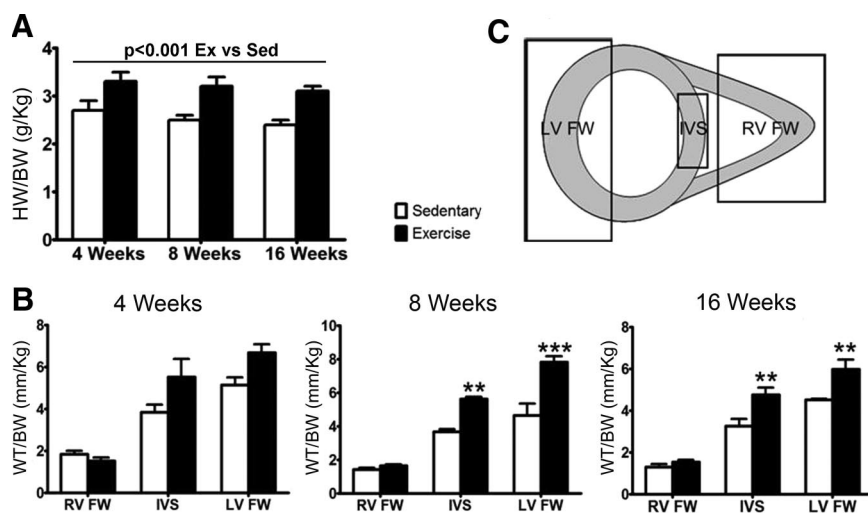 A
p<0.001 Ex vs Sed
HW/BW (g/Kg)
4
3
2
1
0
4 Weeks 8 Weeks 16 Weeks
Sedentary
Exercise
C
LV FW IVS RV FW
B
4 Weeks
WT/BW (mm/Kg)
8
6
4
2
0
RV FW IVS LV FW
8 Weeks
WT/BW (mm/Kg)
10
8
6
4
2
0
** ***
RV FW IVS LV FW
16 Weeks
WT/BW (mm/Kg)
8
6
4
2
0
** **
RV FW IVS LV FW